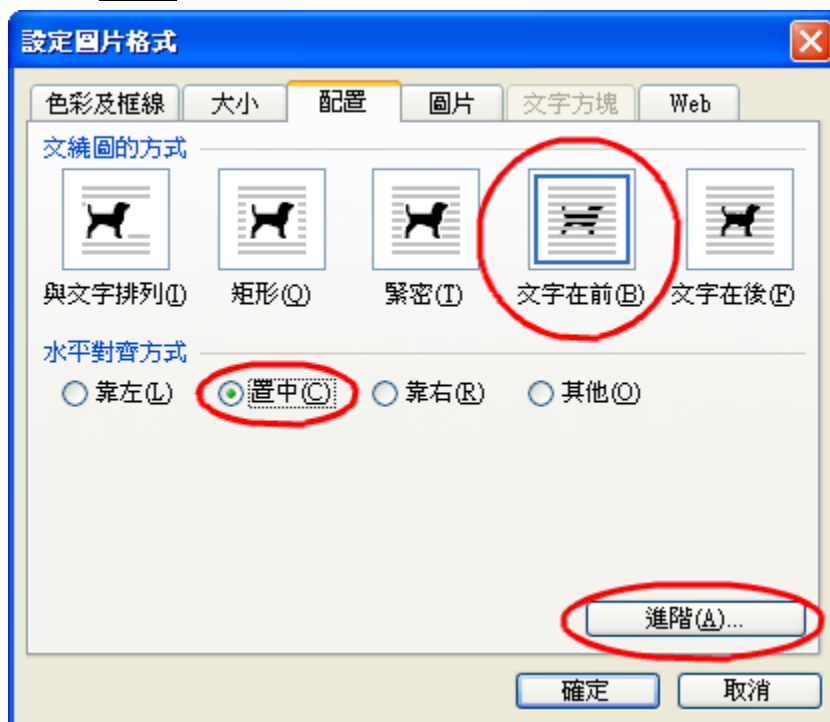 設定圖片格式
色彩及框線 大小 配置 圖片 文字方塊 Web
文繞圖的方式
與文字排列(I) 矩形(Q) 緊密(T) 文字在前(B) 文字在後(F)
水平對齊方式
靠左(L) 置中(C) 靠右(R) 其他(O)
進階(A)...
確定 取消